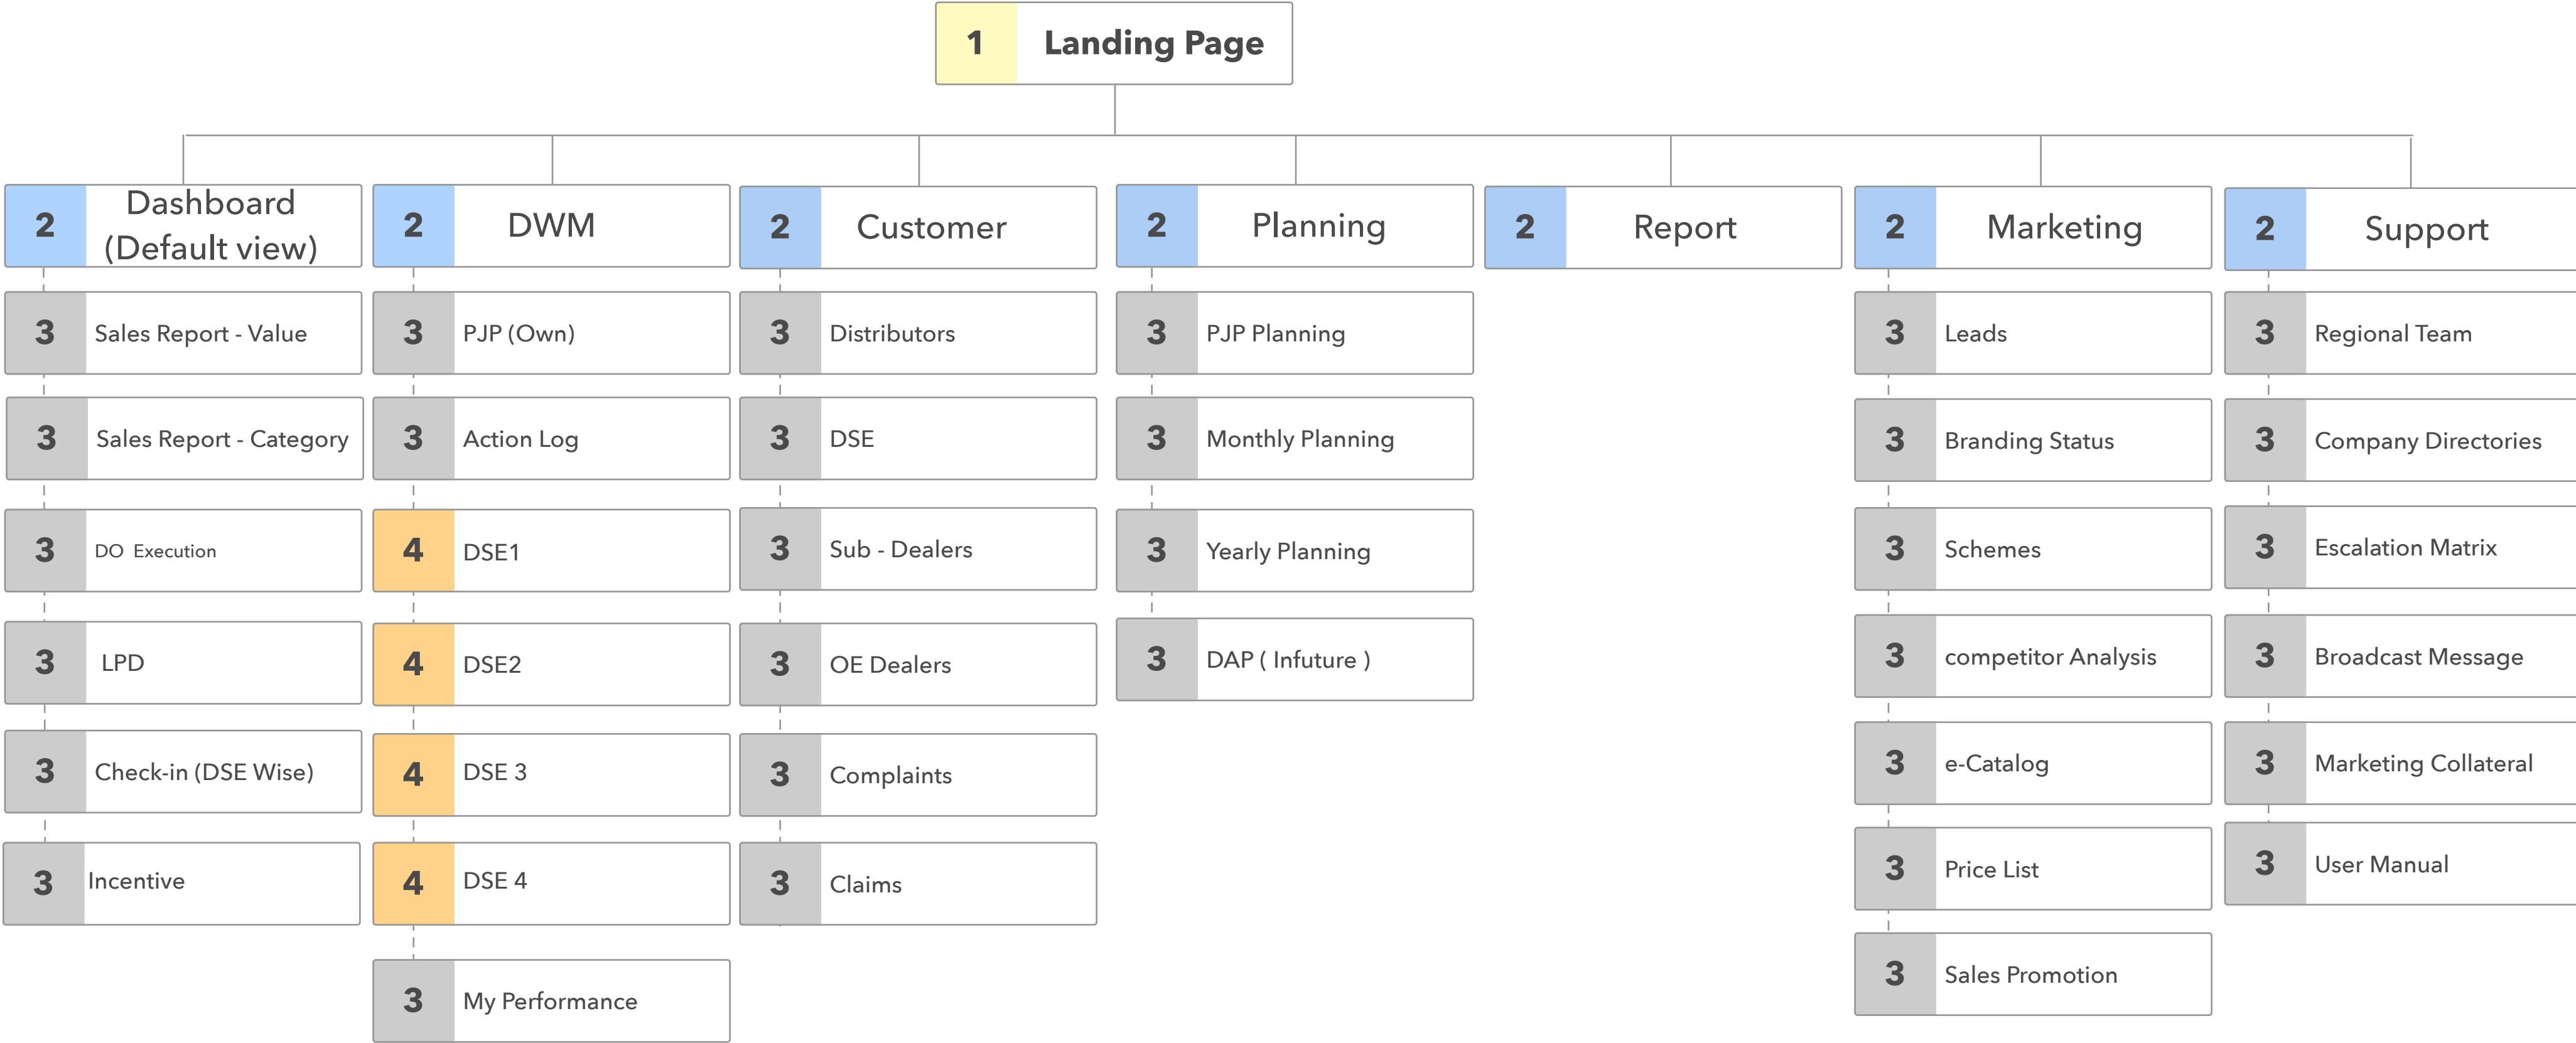 1 Landing Page
2 Dashboard
(Default view)
3 Sales Report - Value
3 Sales Report - Category
3 DO Execution
3 LPD
3 Check-in (DSE Wise)
3 Incentive
2 DWM
3 PJP (Own)
3 Action Log
4 DSE1
4 DSE2
4 DSE 3
4 DSE 4
3 My Performance
2 Customer
3 Distributors
3 DSE
3 Sub - Dealers
3 OE Dealers
3 Complaints
3 Claims
2 Planning
3 PJP Planning
3 Monthly Planning
3 Yearly Planning
3 DAP ( Infuture )
2 Report
2 Marketing
3 Leads
3 Branding Status
3 Schemes
3 competitor Analysis
3 e-Catalog
3 Price List
3 Sales Promotion
2 Support
3 Regional Team
3 Company Directories
3 Escalation Matrix
3 Broadcast Message
3 Marketing Collateral
3 User Manual